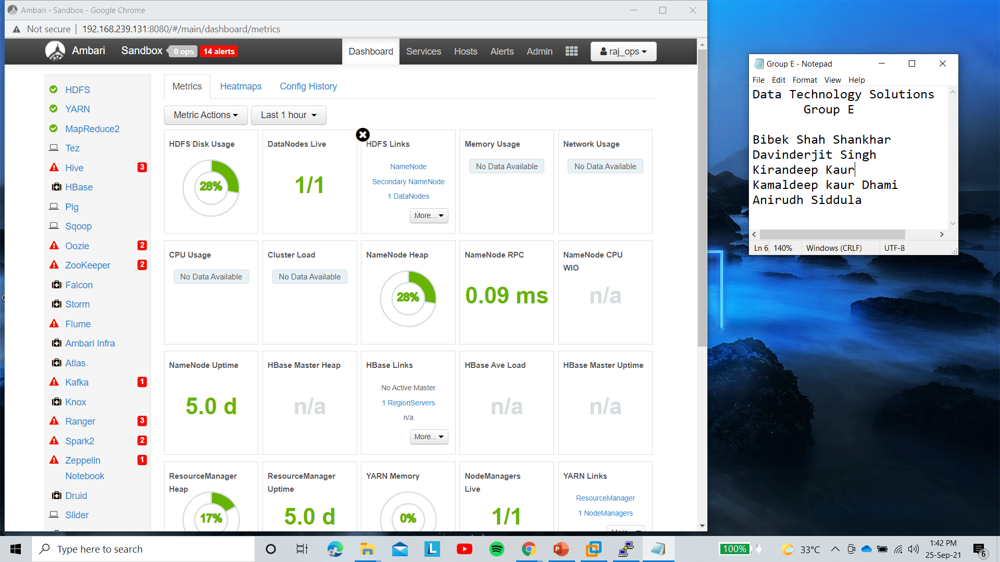 Ambari - Sandbox - Google Chrome
Not secure | 192.168.239.131:8080/#/main/dashboard/metrics
Ambari Sandbox 0 ops 14 alerts Dashboard Services Hosts Alerts Admin raj_ops
HDFS
YARN
MapReduce2
Tez
Hive 3
HBase
Pig
Sqoop
Oozie 2
ZooKeeper 2
Falcon
Storm
Flume
Ambari Infra
Atlas
Kafka 1
Knox
Ranger 3
Spark2 2
Zeppelin 1
Notebook
Druid
Slider
Metrics Heatmaps Config History
Metric Actions Last 1 hour
HDFS Disk Usage
28%
DataNodes Live
1/1
HDFS Links
NameNode
Secondary NameNode
1 DataNodes
More...
Memory Usage
No Data Available
Network Usage
No Data Available
CPU Usage
No Data Available
Cluster Load
No Data Available
NameNode Heap
28%
NameNode RPC
0.09 ms
NameNode CPU
WIO
n/a
NameNode Uptime
5.0 d
HBase Master Heap
n/a
HBase Links
No Active Master
1 RegionServers
n/a
More...
HBase Ave Load
n/a
HBase Master Uptime
n/a
ResourceManager
Heap
17%
ResourceManager
Uptime
5.0 d
YARN Memory
0%
NodeManagers
Live
1/1
YARN Links
ResourceManager
1 NodeManagers
More...
Group E - Notepad
File Edit Format View Help
Data Technology Solutions
Group E
Bibek Shah Shankhar
Davinderjit Singh
Kirandeep Kaur
Kamaldeep kaur Dhami
Anirudh Siddula
Ln 6 140% Windows (CRLF) UTF-8
Type here to search
100% 33°C 1:42 PM
25-Sep-21 6